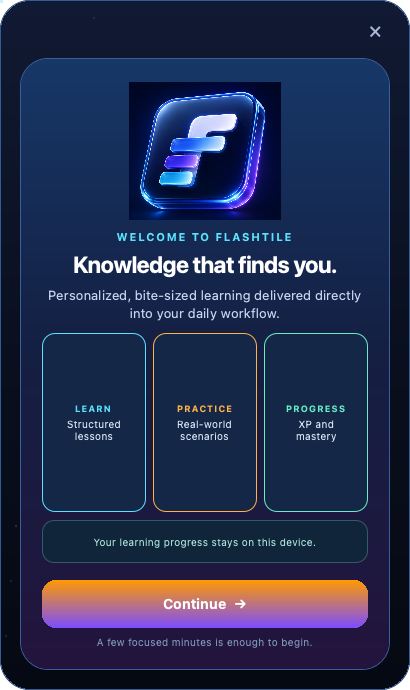 WELCOME TO FLASHTILE
Knowledge that finds you.
Personalized, bite-sized learning delivered directly
into your daily workflow.
LEARN
Structured
lessons
PRACTICE
Real-world
scenarios
PROGRESS
XP and
mastery
Your learning progress stays on this device.
Continue →
A few focused minutes is enough to begin.